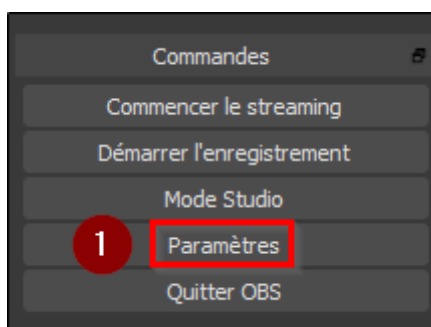 Commandes
Commencer le streaming
Démarrer l'enregistrement
Mode Studio
1 Paramètres
Quitter OBS